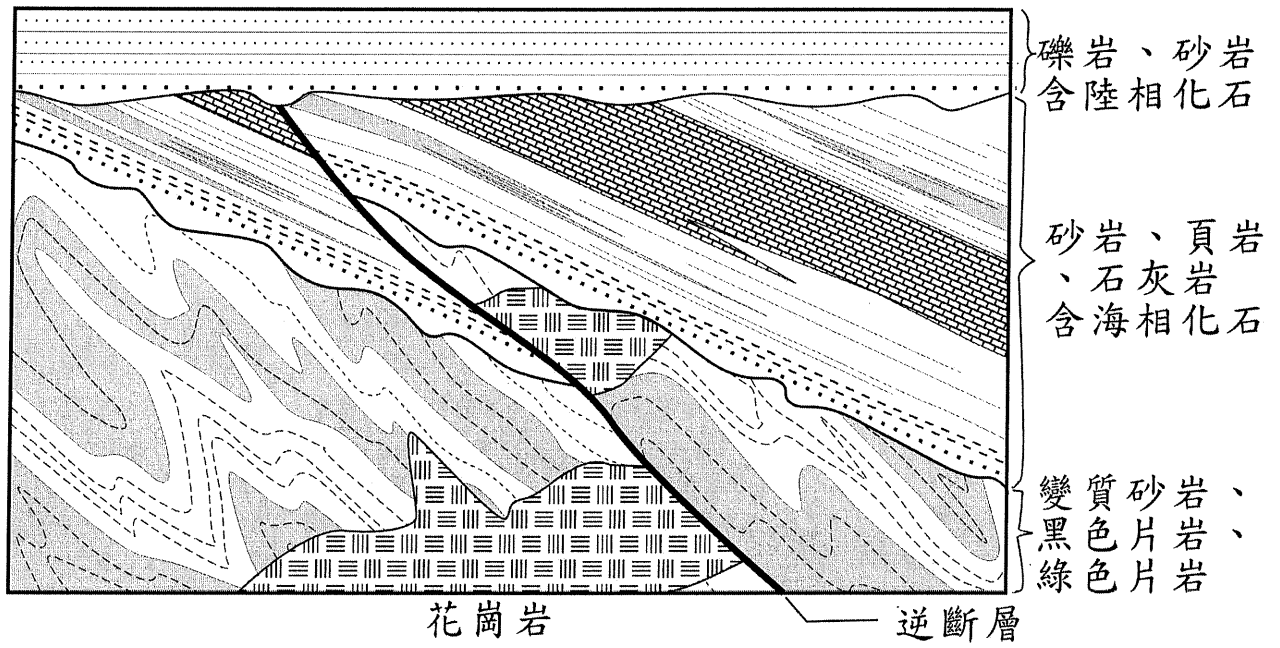 礫岩、砂岩
含陸相化石
砂岩、頁岩
、石灰岩
含海相化石
變質砂岩、
黑色片岩、
綠色片岩
花崗岩
逆斷層